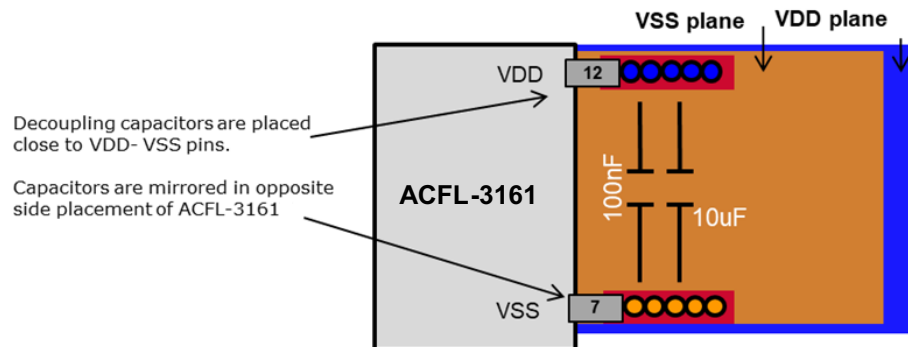 VSS plane
VDD plane
VDD
12
Decoupling capacitors are placed
close to VDD- VSS pins.
Capacitors are mirrored in opposite
side placement of ACFL-3161
ACFL-3161
100nF
10uF
VSS
7